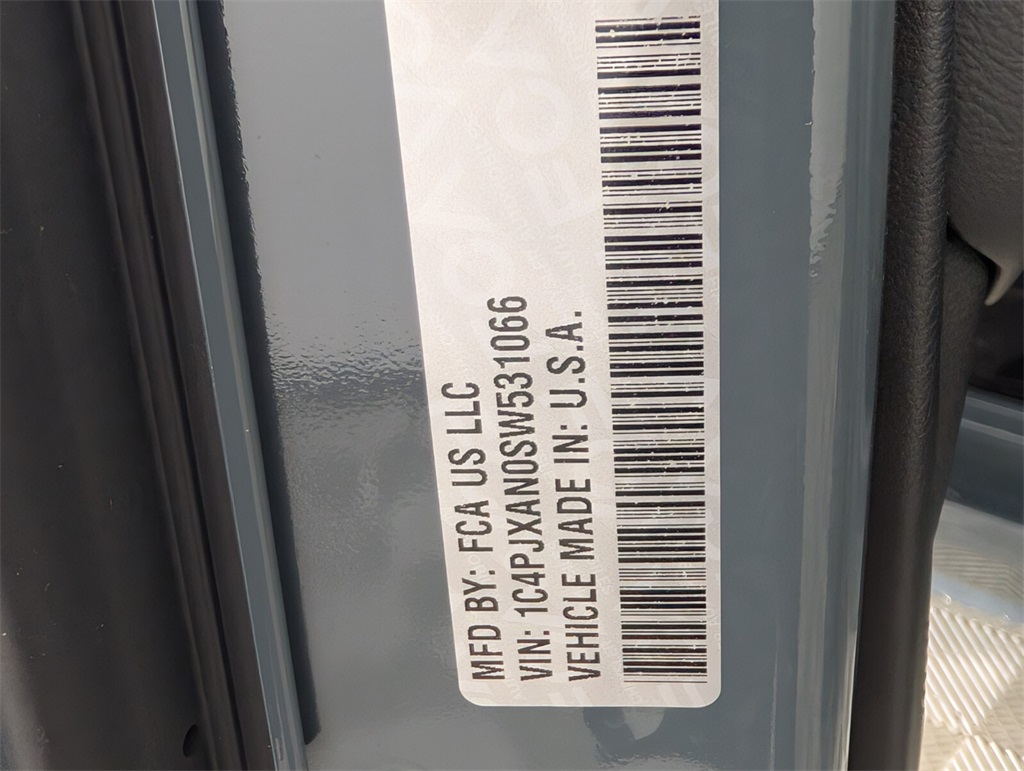 MFD BY: FCA US LLC
VIN: 1C4PJXAN0SW531066
VEHICLE MADE IN: U.S.A.